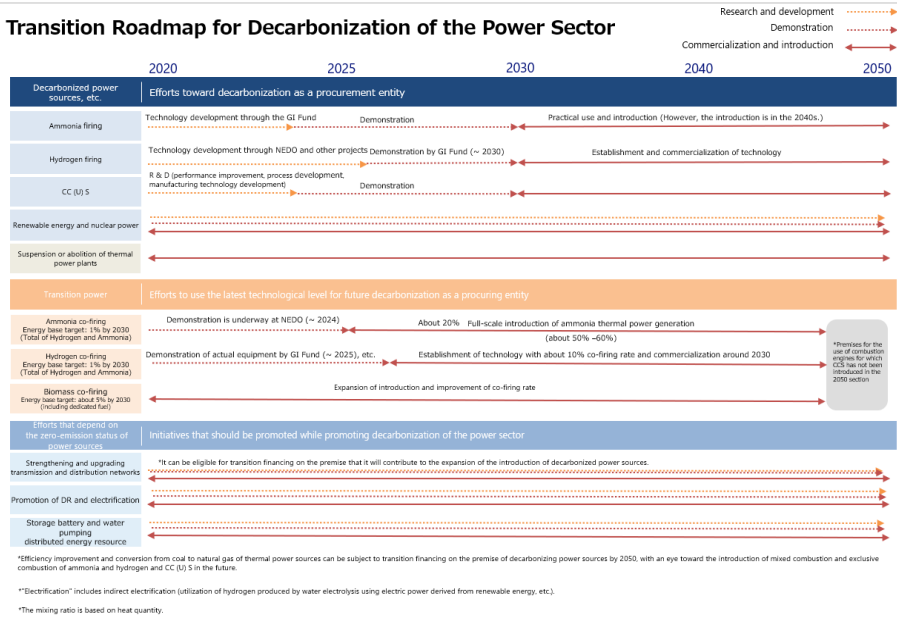 Research and development
Transition Roadmap for Decarbonization of the Power Sector
Demonstration
Commercialization and introduction
2020 2025 2030 2040 2050
Decarbonized power
sources, etc.
Efforts toward decarbonization as a procurement entity
Ammonia firing
Technology development through the GI Fund
Demonstration
Practical use and introduction (However, the introduction is in the 2040s.)
Hydrogen firing
Technology development through NEDO and other projects
Demonstration by GI Fund (~ 2030)
Establishment and commercialization of technology
CC (U) S
R & D (performance improvement, process development,
manufacturing technology development)
Demonstration
Renewable energy and nuclear power
Suspension or abolition of thermal
power plants
Transition power
Efforts to use the latest technological level for future decarbonization as a procuring entity
Ammonia co-firing
Energy base target: 1% by 2030
(Total of Hydrogen and Ammonia)
Demonstration is underway at NEDO (~ 2024)
About 20%
Full-scale introduction of ammonia thermal power generation
(about 50% ~60%)
Hydrogen co-firing
Energy base target: 1% by 2030
(Total of Hydrogen and Ammonia)
Demonstration of actual equipment by GI Fund (~ 2025), etc.
Establishment of technology with about 10% co-firing rate and commercialization around 2030
*Premises for the
use of combustion
engines for which
CCS has not been
introduced in the
2050 section
Biomass co-firing
Energy base target: about 5% by 2030
(including dedicated fuel)
Expansion of introduction and improvement of co-firing rate
Efforts that depend on
the zero-emission status of
power sources
Initiatives that should be promoted while promoting decarbonization of the power sector
Strengthening and upgrading
transmission and distribution networks
*It can be eligible for transition financing on the premise that it will contribute to the expansion of the introduction of decarbonized power sources.
Promotion of DR and electrification
Storage battery and water
pumping
distributed energy resource
*Efficiency improvement and conversion from coal to natural gas of thermal power sources can be subject to transition financing on the premise of decarbonizing power sources by 2050, with an eye toward the introduction of mixed combustion and exclusive
combustion of ammonia and hydrogen and CC (U) S in the future.
*"Electrification" includes indirect electrification (utilization of hydrogen produced by water electrolysis using electric power derived from renewable energy, etc.).
*The mixing ratio is based on heat quantity.